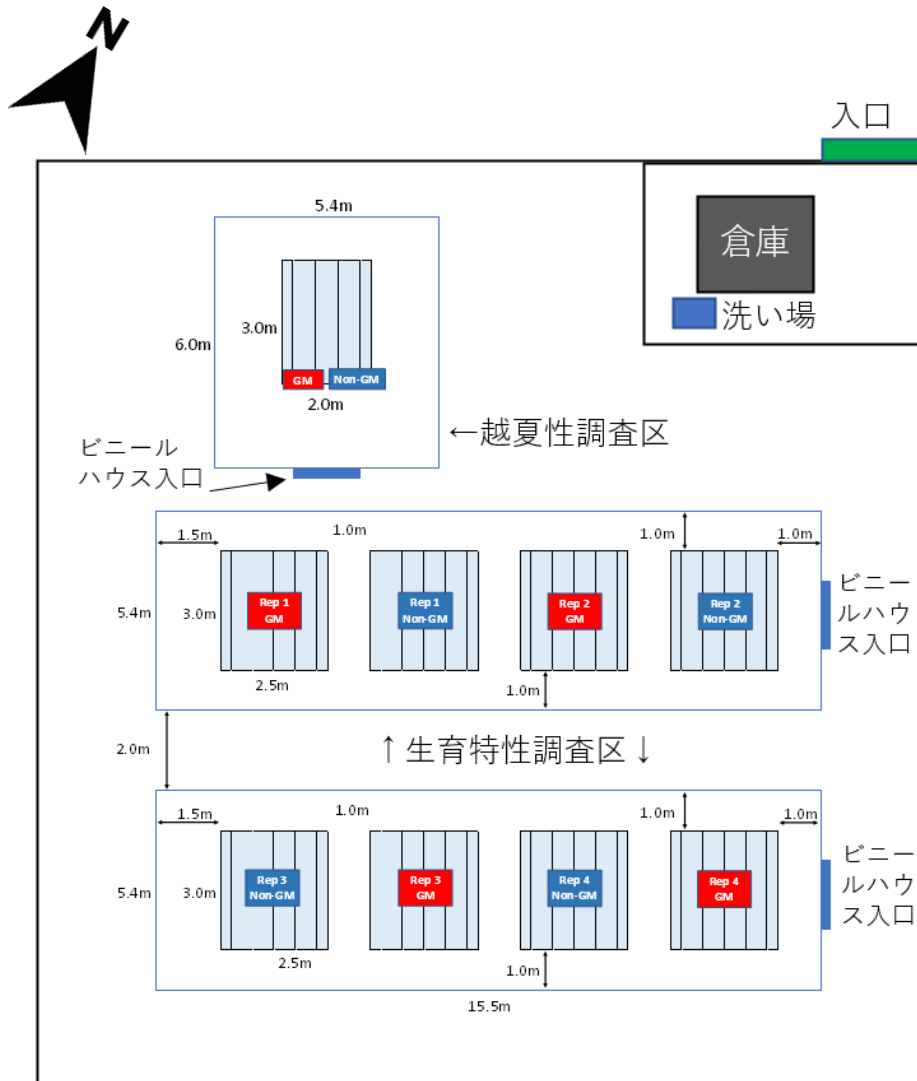 N
入口
倉庫
洗い場
5.4m
6.0m
3.0m
GM
Non-GM
2.0m
←越夏性調査区
ビニール
ハウス入口
1.5m
1.0m
1.0m
1.0m
5.4m
3.0m
Rep 1
GM
Rep 1
Non-GM
Rep 2
GM
Rep 2
Non-GM
ビニー
ルハウ
ス入口
2.5m
1.0m
2.0m
↑生育特性調査区↓
1.5m
1.0m
1.0m
1.0m
5.4m
3.0m
Rep 3
Non-GM
Rep 3
GM
Rep 4
Non-GM
Rep 4
GM
ビニー
ルハウ
ス入口
2.5m
1.0m
15.5m